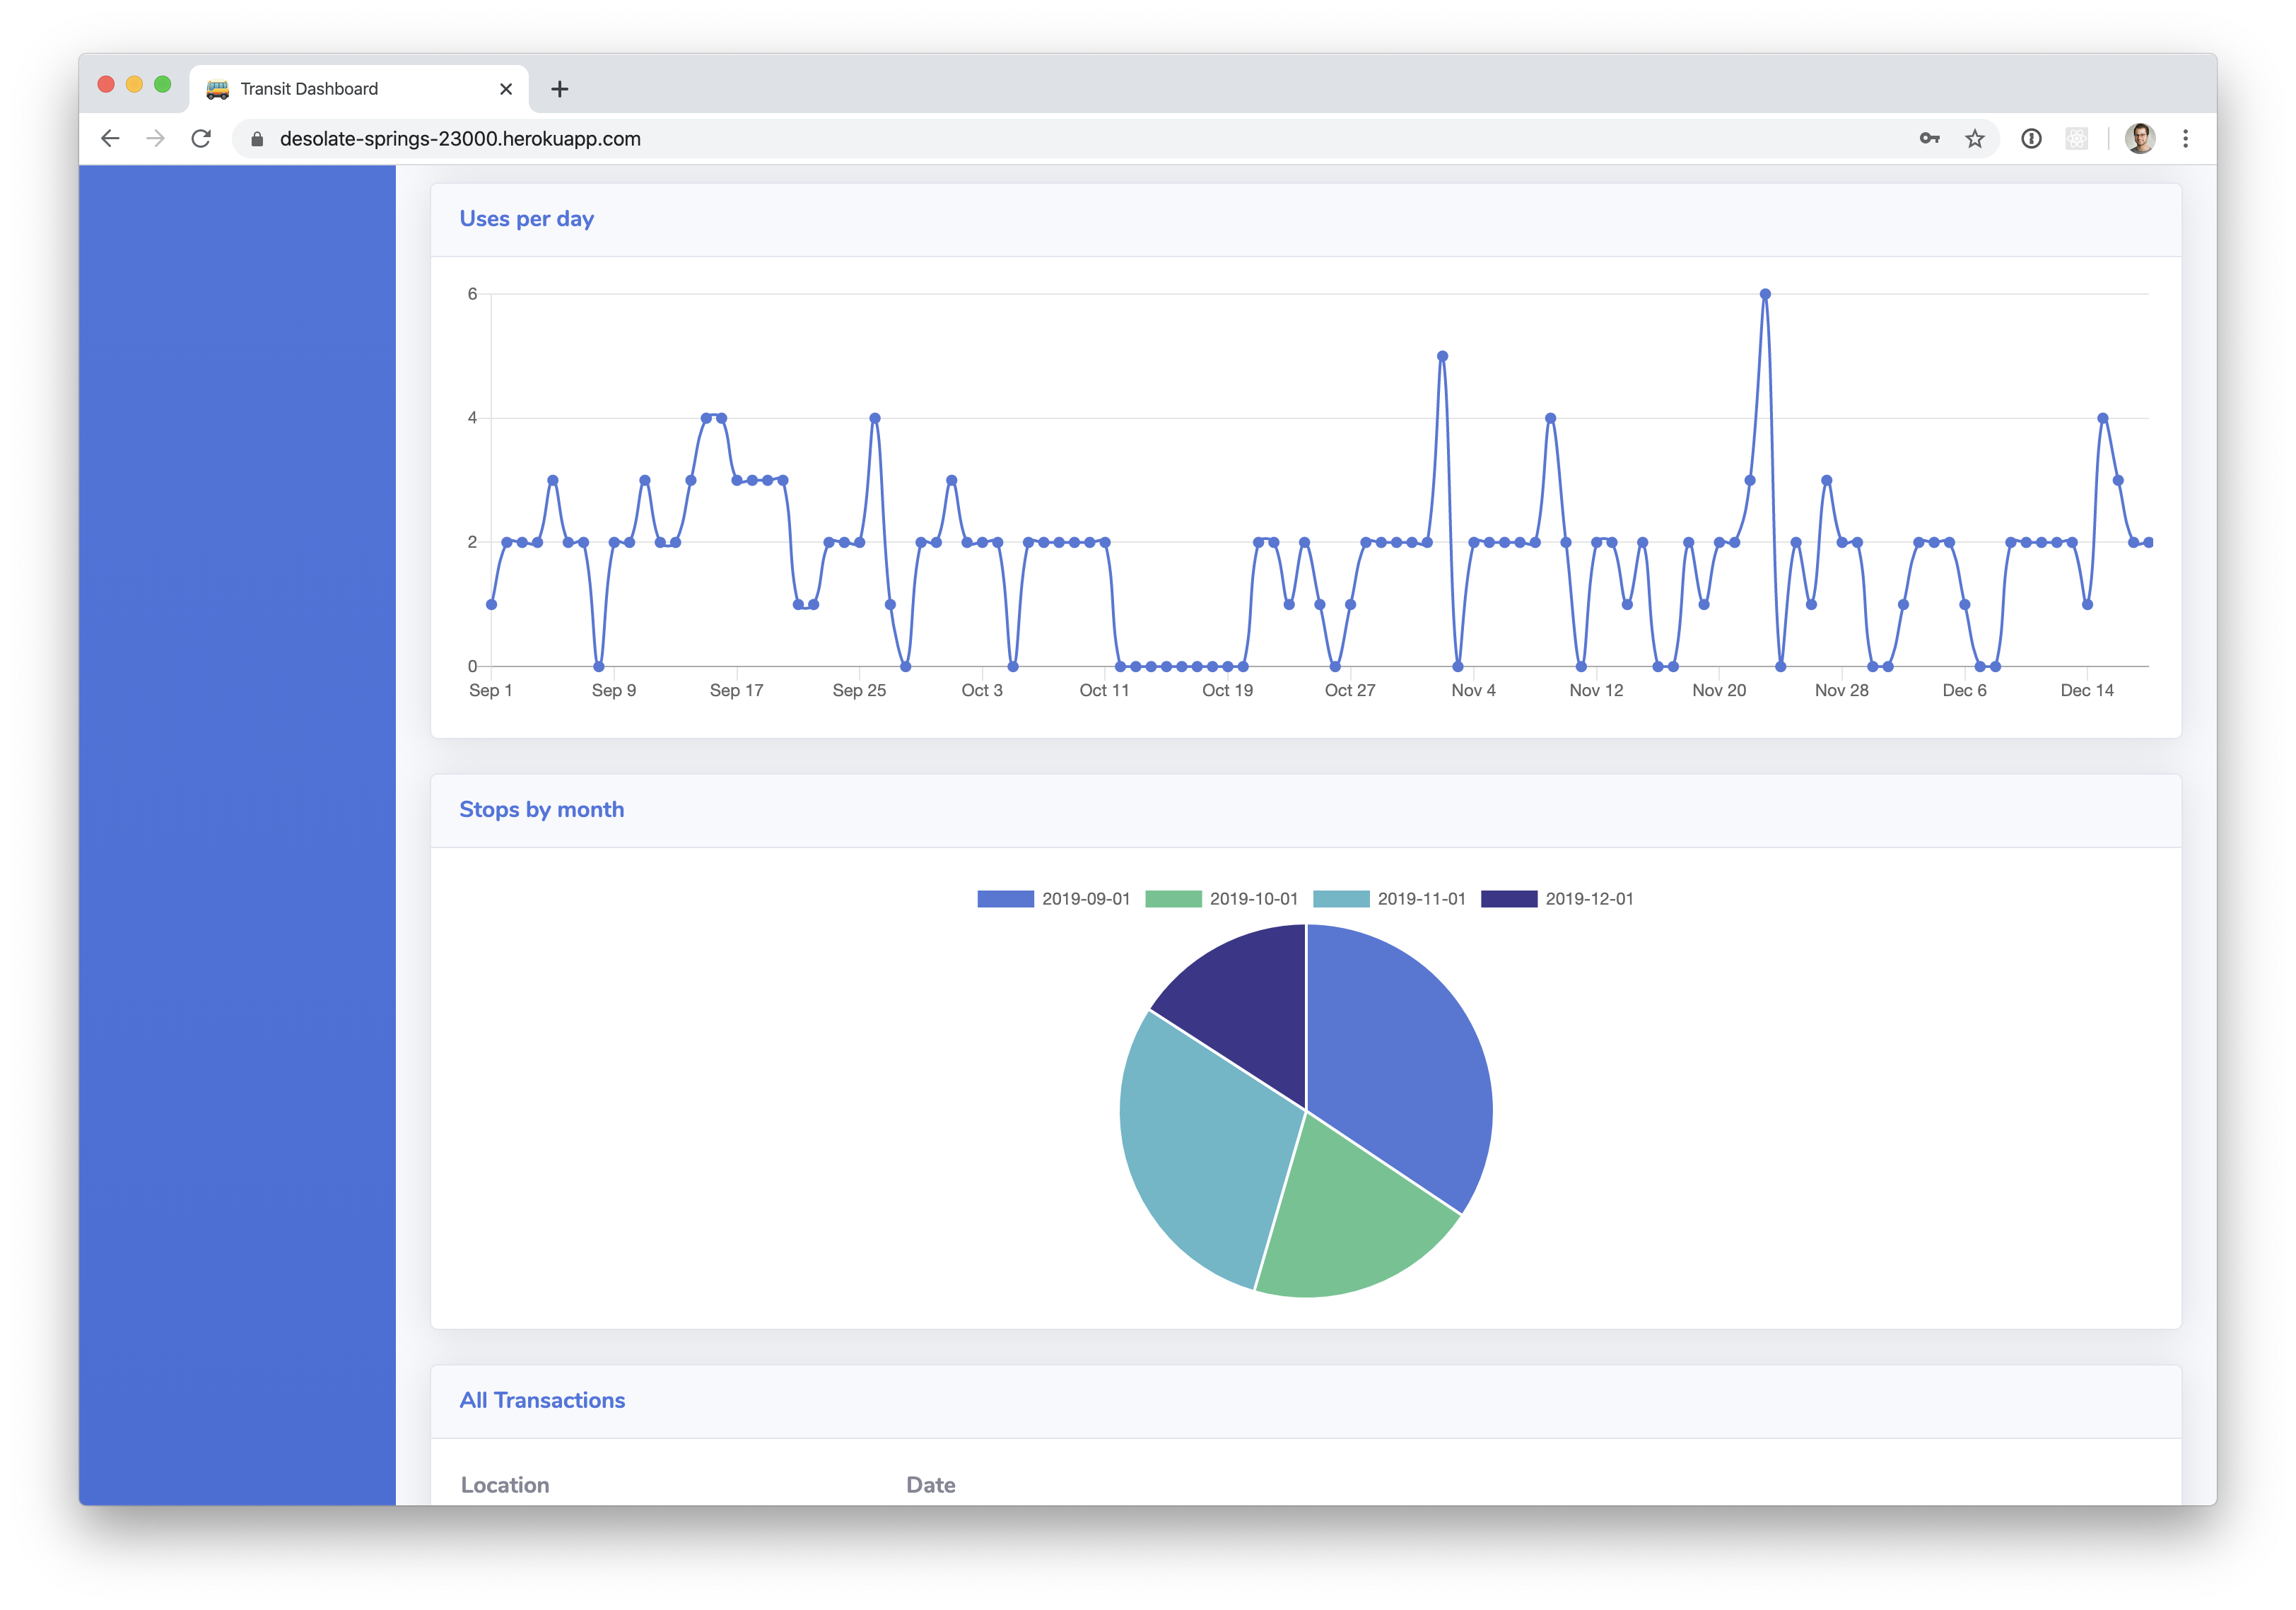 Transit Dashboard
desolate-springs-23000.herokuapp.com
Uses per day
6
4
2
0
Sep 1 Sep 9 Sep 17 Sep 25 Oct 3 Oct 11 Oct 19 Oct 27 Nov 4 Nov 12 Nov 20 Nov 28 Dec 6 Dec 14
Stops by month
2019-09-01 2019-10-01 2019-11-01 2019-12-01
All Transactions
Location Date